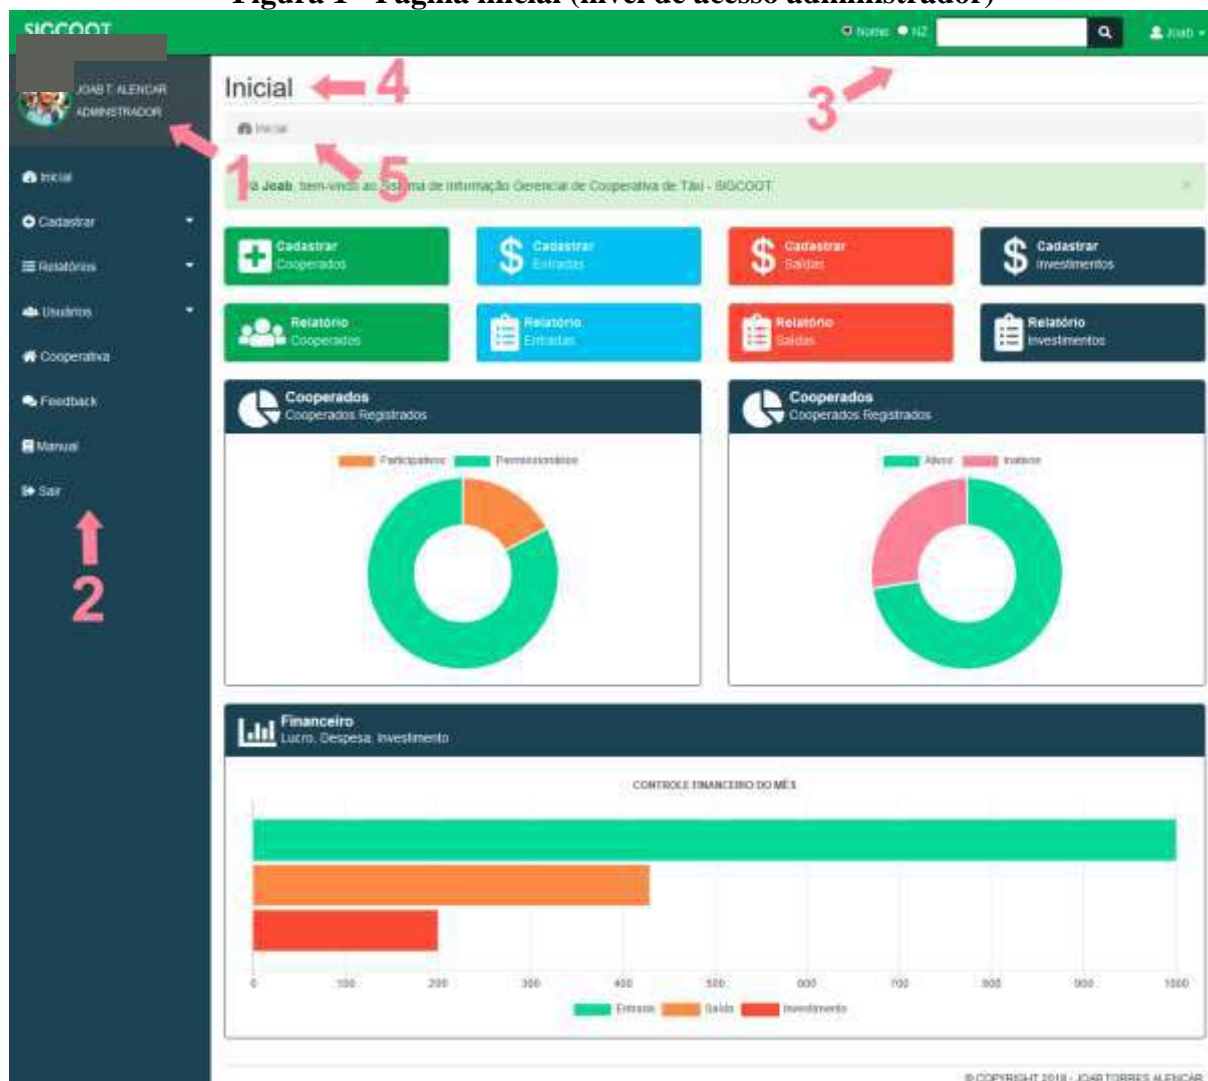 Figura 1 - Página inicial (nível de acesso administrador)
SIGCOOT
Nome NZ
Joab
JOAB T. ALENCAR
ADMINISTRADOR
Inicial
4
3
1
Inicial
5
Olá Joab, bem-vindo ao Sistema de Informação Gerencial de Cooperativa de Táxi - SIGCOOT
×
Inicial
Cadastrar
Relatórios
Usuários
Cooperativa
Feedback
Manual
Sair
2
Cadastrar
Cooperados
Cadastrar
Entradas
Cadastrar
Saídas
Cadastrar
Investimentos
Relatório
Cooperados
Relatório
Entradas
Relatório
Saídas
Relatório
Investimentos
Cooperados
Cooperados Registrados
Participativos Permissionários
Cooperados
Cooperados Registrados
Ativos Inativos
Financeiro
Lucro. Despesa. Investimento
CONTROLE FINANCEIRO DO MÊS
0 100 200 300 400 500 600 700 800 900 1000
Entrada Saída Investimento
© COPYRIGHT 2018 - JOAB TORRES ALENCAR